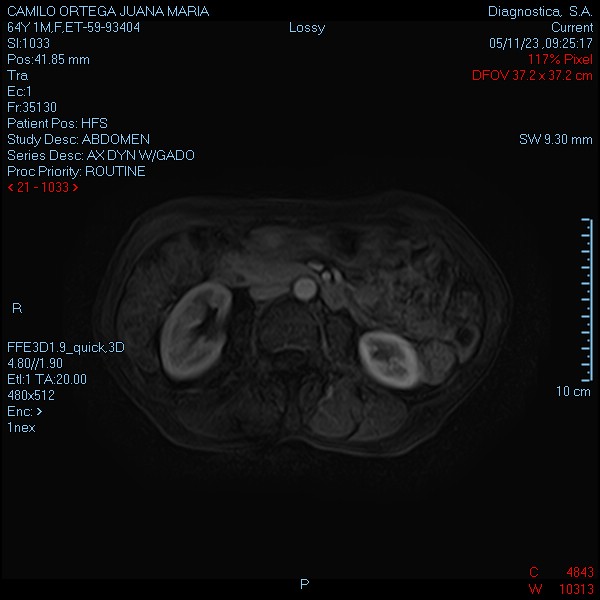 CAMILO ORTEGA JUANA MARIA
64Y 1M,F,ET-59-93404
SI:1033
Pos:41.85 mm
Tra
Ec:1
Fr:35130
Patient Pos: HFS
Study Desc: ABDOMEN
Series Desc: AX DYN W/GADO
Proc Priority: ROUTINE
< 21 - 1033 >
Lossy
Diagnostica, S.A.
Current
05/11/23 ,09:25:17
117% Pixel
DFOV 37.2 x 37.2 cm
SW 9.30 mm
R
FFE3D1.9_quick,3D
4.80//1.90
Etl:1 TA:20.00
480x512
Enc: >
1nex
10 cm
P
C 4843
W 10313